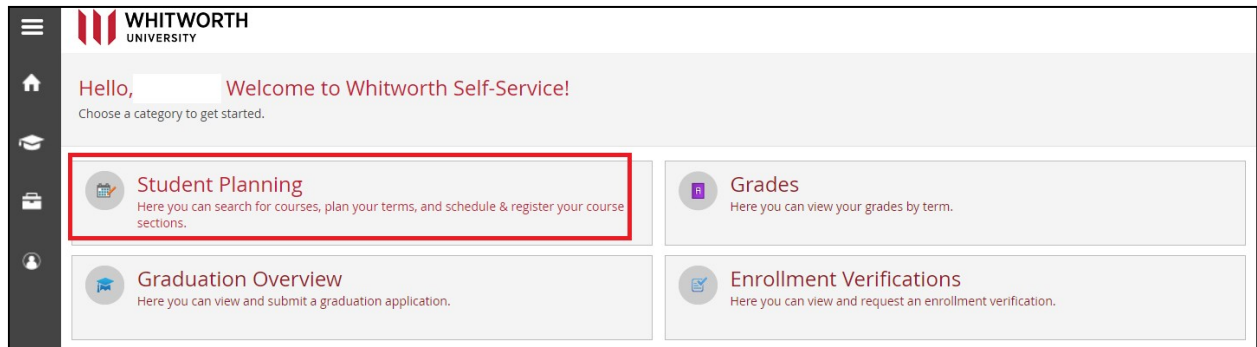 WHITWORTH
UNIVERSITY
Hello, Welcome to Whitworth Self-Service!
Choose a category to get started.
Student Planning
Here you can search for courses, plan your terms, and schedule & register your course
sections.
Grades
Here you can view your grades by term.
Graduation Overview
Here you can view and submit a graduation application.
Enrollment Verifications
Here you can view and request an enrollment verification.